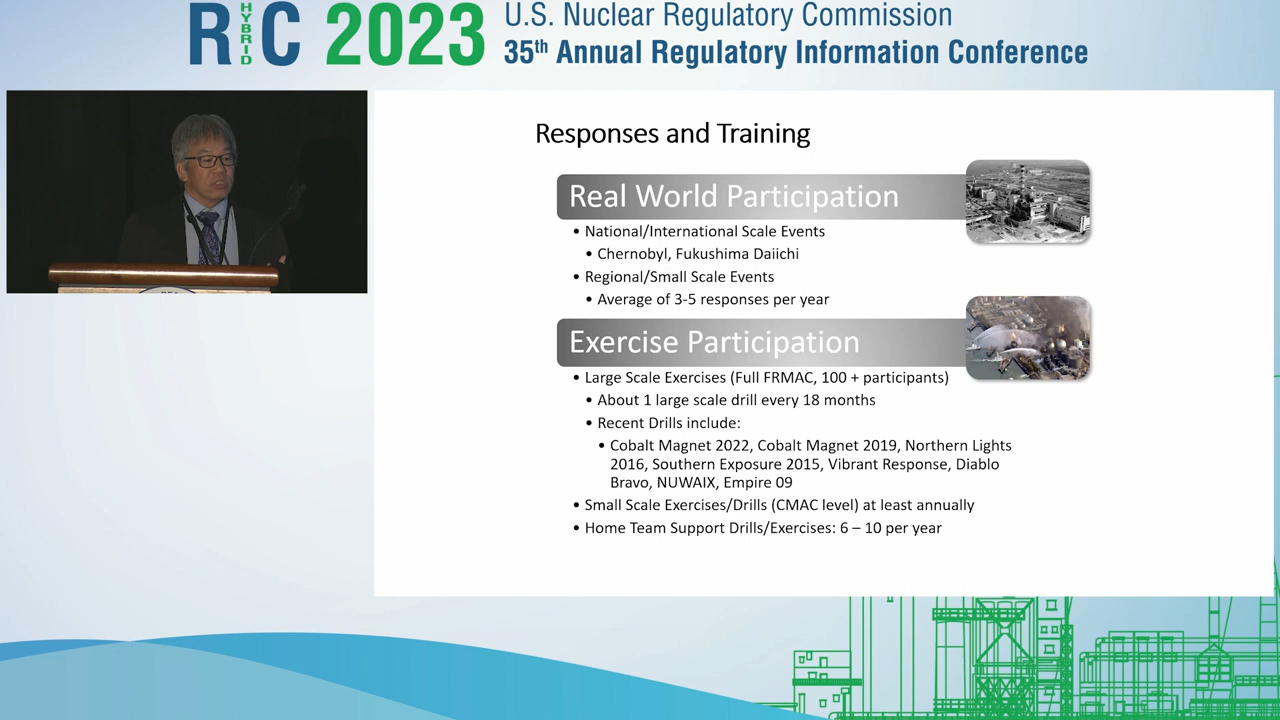 RIC 2023
HYBRID
U.S. Nuclear Regulatory Commission
35th Annual Regulatory Information Conference
Responses and Training
Real World Participation
• National/International Scale Events
• Chernobyl, Fukushima Daiichi
• Regional/Small Scale Events
• Average of 3-5 responses per year
Exercise Participation
• Large Scale Exercises (Full FRMAC, 100 + participants)
• About 1 large scale drill every 18 months
• Recent Drills include:
• Cobalt Magnet 2022, Cobalt Magnet 2019, Northern Lights
2016, Southern Exposure 2015, Vibrant Response, Diablo
Bravo, NUWAIX, Empire 09
• Small Scale Exercises/Drills (CMAC level) at least annually
• Home Team Support Drills/Exercises: 6 – 10 per year